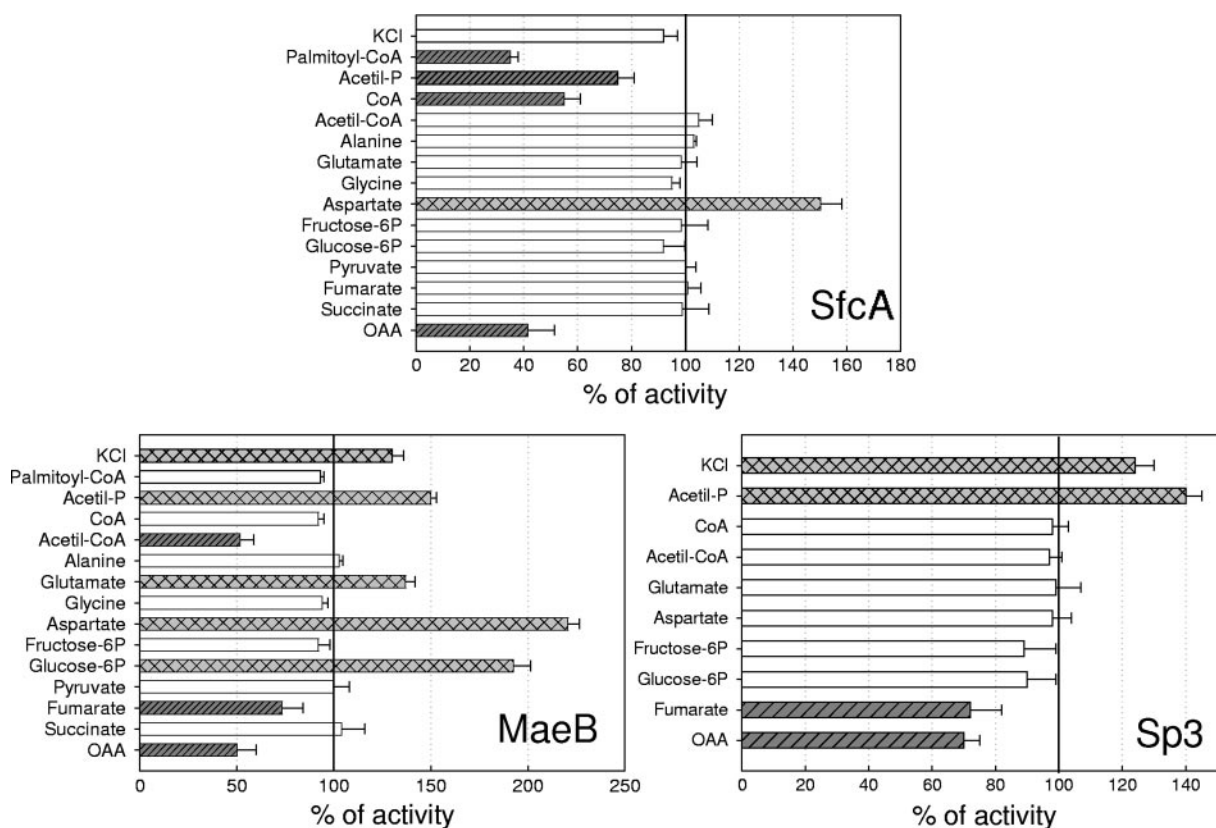 KCl
Palmitoyl-CoA
Acetil-P
CoA
Acetil-CoA
Alanine
Glutamate
Glycine
Aspartate
Fructose-6P
Glucose-6P
Pyruvate
Fumarate
Succinate
OAA
SfcA
0 20 40 60 80 100 120 140 160 180
% of activity
KCl
Palmitoyl-CoA
Acetil-P
CoA
Acetil-CoA
Alanine
Glutamate
Glycine
Aspartate
Fructose-6P
Glucose-6P
Pyruvate
Fumarate
Succinate
OAA
MaeB
0 50 100 150 200 250
% of activity
KCl
Acetil-P
CoA
Acetil-CoA
Glutamate
Aspartate
Fructose-6P
Glucose-6P
Fumarate
OAA
Sp3
0 20 40 60 80 100 120 140
% of activity